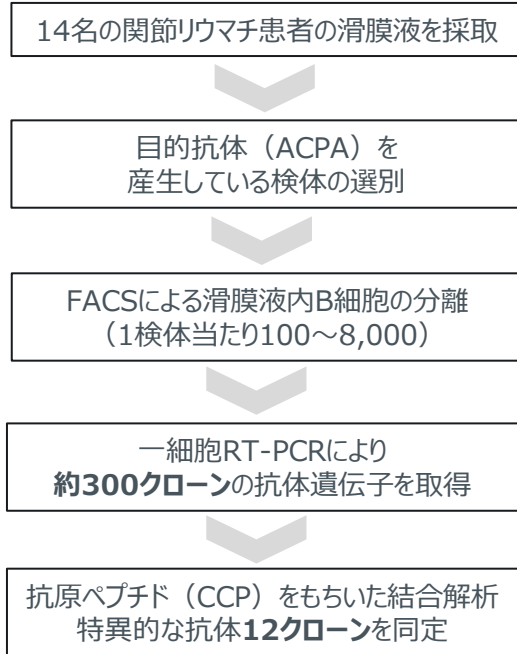 14名の関節リウマチ患者の滑膜液を採取
目的抗体（ACPA）を
産生している検体の選別
FACSによる滑膜液内B細胞の分離
（1検体当たり100～8,000）
一細胞RT-PCRにより
約300クローンの抗体遺伝子を取得
抗原ペプチド（CCP）をもちいた結合解析
特異的な抗体12クローンを同定